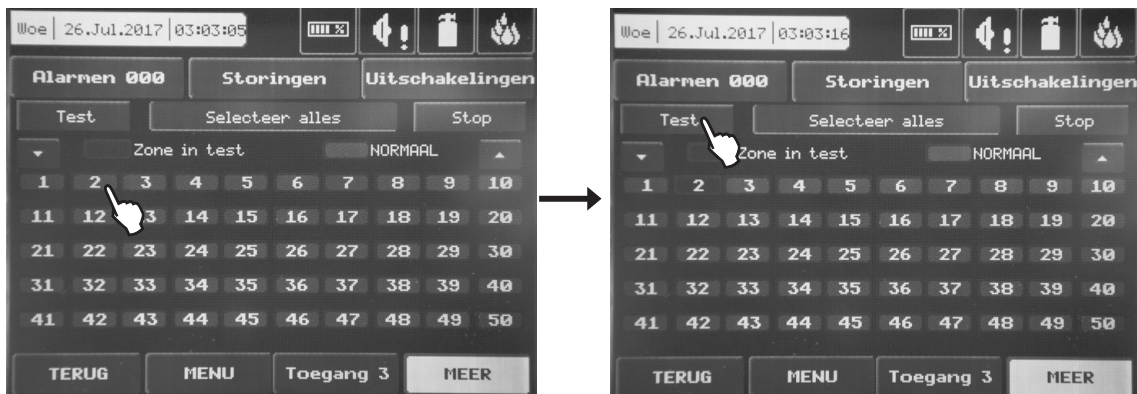 Woe 26.Jul.2017 03:03:05
Alarmen 000 Storingen Uitschakelingen
Test Selecteer alles Stop
Zone in test NORMAAL
1 2 3 4 5 6 7 8 9 10
11 12 13 14 15 16 17 18 19 20
21 22 23 24 25 26 27 28 29 30
31 32 33 34 35 36 37 38 39 40
41 42 43 44 45 46 47 48 49 50
TERUG MENU Toegang 3 MEER
Woe 26.Jul.2017 03:03:16
Alarmen 000 Storingen Uitschakelingen
Test Selecteer alles Stop
Zone in test NORMAAL
1 2 3 4 5 6 7 8 9 10
11 12 13 14 15 16 17 18 19 20
21 22 23 24 25 26 27 28 29 30
31 32 33 34 35 36 37 38 39 40
41 42 43 44 45 46 47 48 49 50
TERUG MENU Toegang 3 MEER